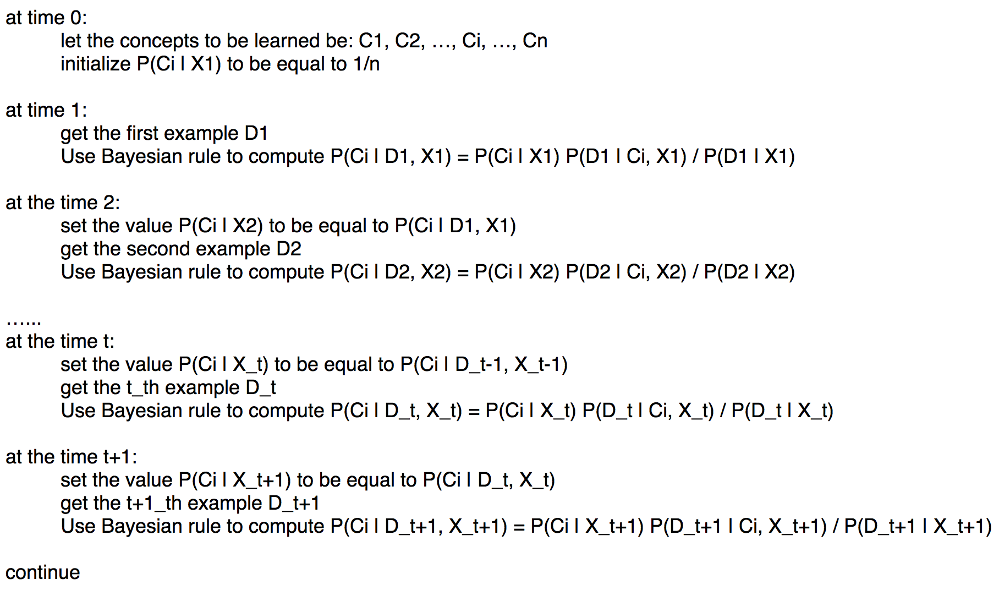 at time 0:
let the concepts to be learned be: C1, C2, ..., Ci, ..., Cn
initialize P(Ci | X1) to be equal to 1/n
at time 1:
get the first example D1
Use Bayesian rule to compute P(Ci | D1, X1) = P(Ci | X1) P(D1 | Ci, X1) / P(D1 | X1)
at the time 2:
set the value P(Ci | X2) to be equal to P(Ci | D1, X1)
get the second example D2
Use Bayesian rule to compute P(Ci | D2, X2) = P(Ci | X2) P(D2 | Ci, X2) / P(D2 | X2)
…...
at the time t:
set the value P(Ci | X_t) to be equal to P(Ci | D_t-1, X_t-1)
get the t_th example D_t
Use Bayesian rule to compute P(Ci | D_t, X_t) = P(Ci | X_t) P(D_t | Ci, X_t) / P(D_t | X_t)
at the time t+1:
set the value P(Ci | X_t+1) to be equal to P(Ci | D_t, X_t)
get the t+1_th example D_t+1
Use Bayesian rule to compute P(Ci | D_t+1, X_t+1) = P(Ci | X_t+1) P(D_t+1 | Ci, X_t+1) / P(D_t+1 | X_t+1)
continue